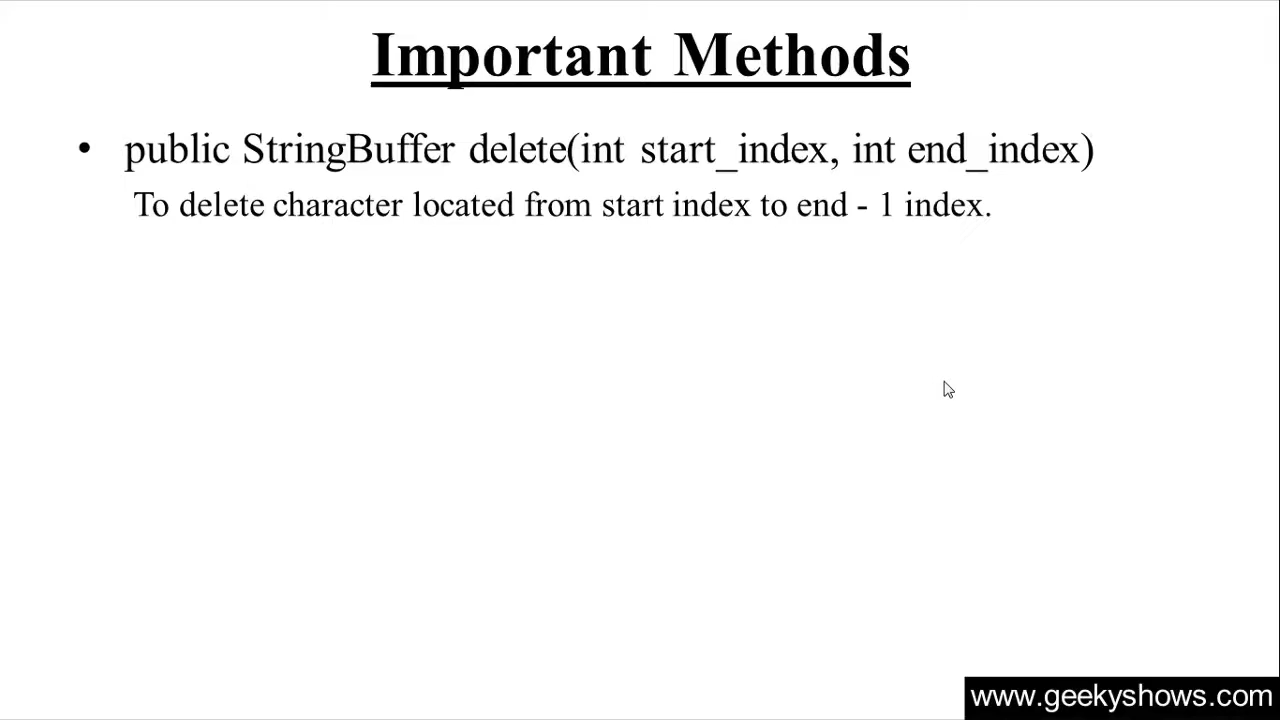 Important Methods
• public StringBuffer delete(int start_index, int end_index)
To delete character located from start index to end - 1 index.
www.geekyshows.com